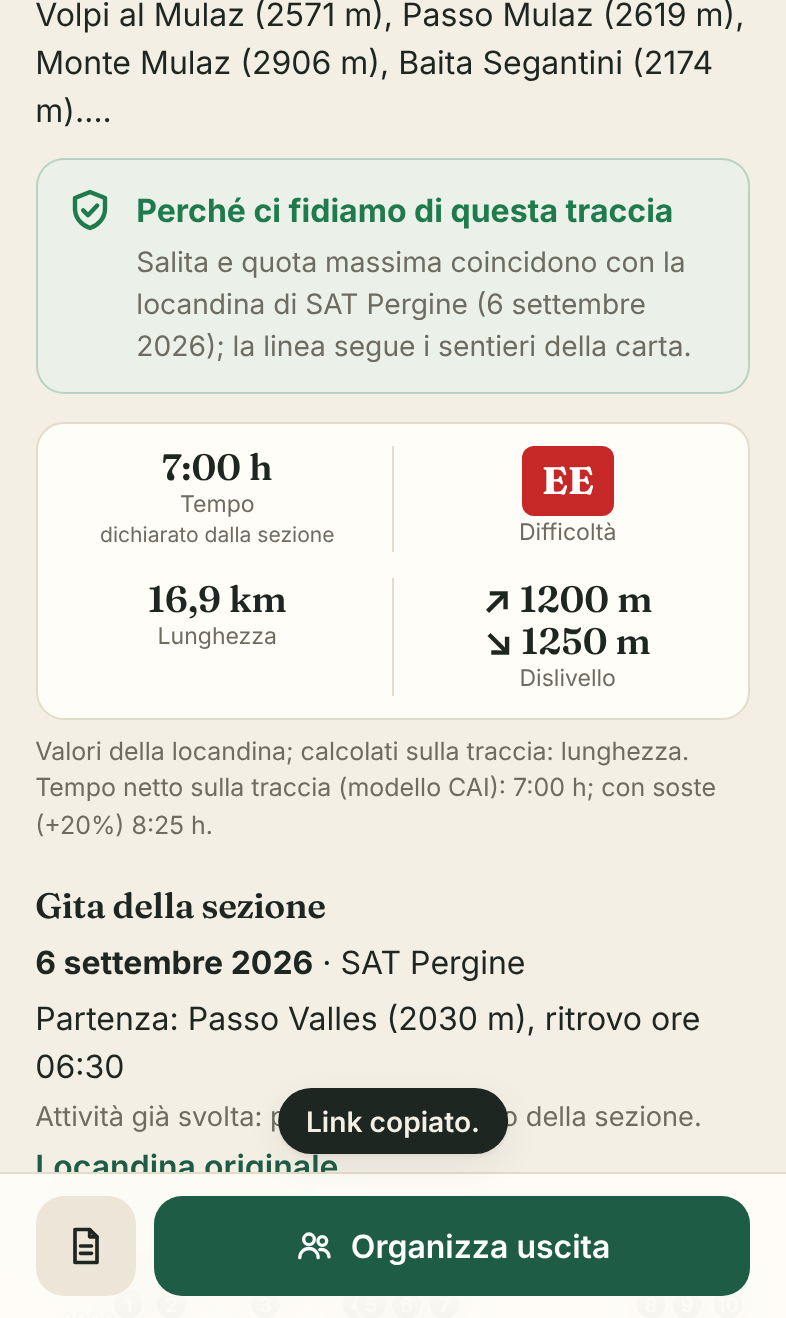 Volpi al Mulaz (2571 m), Passo Mulaz (2619 m),
Monte Mulaz (2906 m), Baita Segantini (2174
m)....
Perché ci fidiamo di questa traccia
Salita e quota massima coincidono con la
locandina di SAT Pergine (6 settembre
2026); la linea segue i sentieri della carta.
7:00 h
Tempo
dichiarato dalla sezione
EE
Difficoltà
16,9 km
Lunghezza
↗ 1200 m
↘ 1250 m
Dislivello
Valori della locandina; calcolati sulla traccia: lunghezza.
Tempo netto sulla traccia (modello CAI): 7:00 h; con soste
(+20%) 8:25 h.
Gita della sezione
6 settembre 2026 · SAT Pergine
Partenza: Passo Valles (2030 m), ritrovo ore
06:30
Attività già svolta: della sezione.
Link copiato.
Locandina originale
Organizza uscita